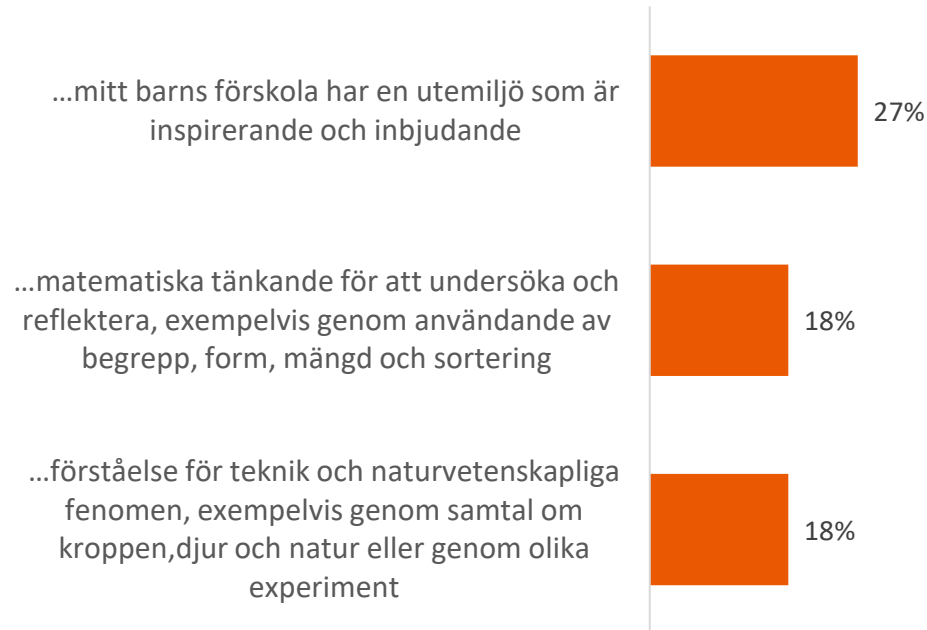 ...mitt barns förskola har en utemiljö som är
inspirerande och inbjudande
27%
...matematiska tänkande för att undersöka och
reflektera, exempelvis genom användande av
begrepp, form, mängd och sortering
18%
...förståelse för teknik och naturvetenskapliga
fenomen, exempelvis genom samtal om
kroppen,djur och natur eller genom olika
experiment
18%